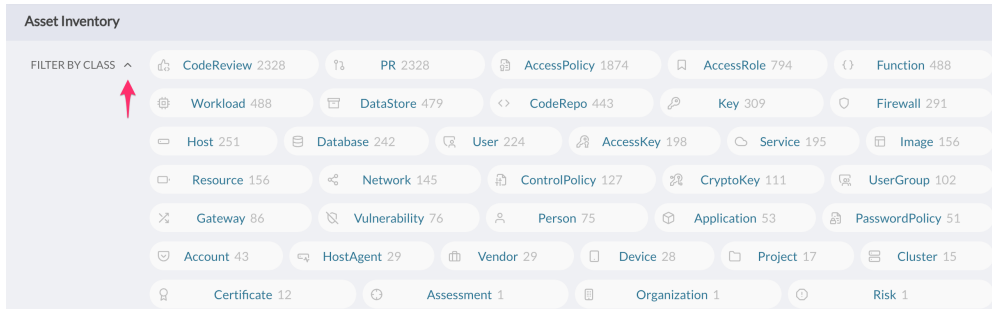 Asset Inventory
FILTER BY CLASS CodeReview 2328 PR 2328 AccessPolicy 1874 AccessRole 794 Function 488
Workload 488 DataStore 479 CodeRepo 443 Key 309 Firewall 291
Host 251 Database 242 User 224 AccessKey 198 Service 195 Image 156
Resource 156 Network 145 ControlPolicy 127 CryptoKey 111 UserGroup 102
Gateway 86 Vulnerability 76 Person 75 Application 53 PasswordPolicy 51
Account 43 HostAgent 29 Vendor 29 Device 28 Project 17 Cluster 15
Certificate 12 Assessment 1 Organization 1 Risk 1